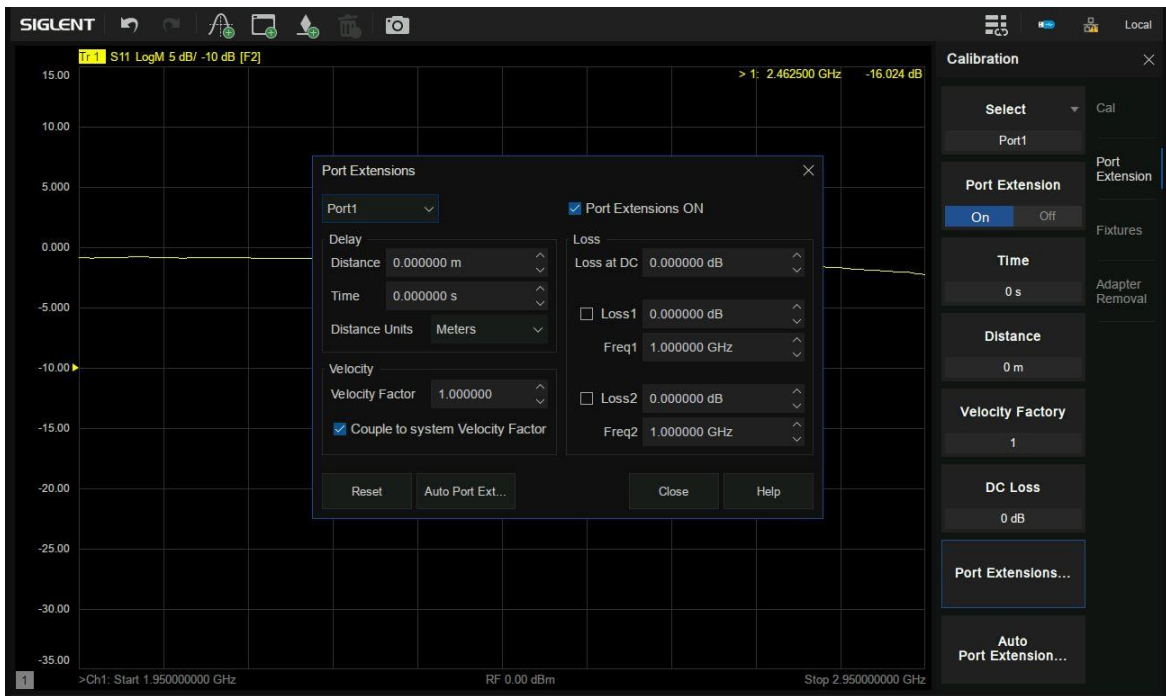 SIGLENT
Local
Tr 1 S11 LogM 5 dB/ -10 dB [F2]
> 1: 2.462500 GHz -16.024 dB
15.00
10.00
5.000
0.000
-5.000
-10.00
-15.00
-20.00
-25.00
-30.00
-35.00
1
>Ch1: Start 1.950000000 GHz
RF 0.00 dBm
Stop 2.950000000 GHz
Port Extensions
Port1
Port Extensions ON
Delay
Distance 0.000000 m
Time 0.000000 s
Distance Units Meters
Velocity
Velocity Factor 1.000000
Couple to system Velocity Factor
Loss
Loss at DC 0.000000 dB
Loss1 0.000000 dB
Freq1 1.000000 GHz
Loss2 0.000000 dB
Freq2 1.000000 GHz
Reset
Auto Port Ext...
Close
Help
Calibration
Select
Port1
Port Extension
On Off
Time
0 s
Distance
0 m
Velocity Factory
1
DC Loss
0 dB
Port Extensions...
Auto
Port Extension...
Cal
Port
Extension
Fixtures
Adapter
Removal